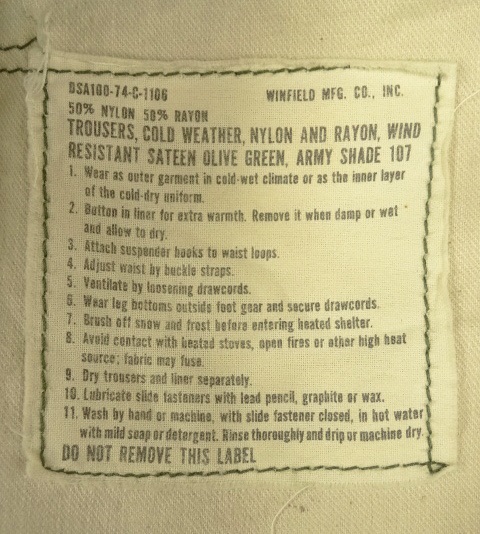 DSA100-74-C-1106 WINFIELD MFG. CO., INC.
50% NYLON 50% RAYON
TROUSERS, COLD WEATHER, NYLON AND RAYON, WIND
RESISTANT SATEEN OLIVE GREEN, ARMY SHADE 107
1. Wear as outer garment in cold-wet climate or as the inner layer
of the cold-dry uniform.
2. Button in liner for extra warmth. Remove it when damp or wet
and allow to dry.
3. Attach suspender hooks to waist loops.
4. Adjust waist by buckle straps.
5. Ventilate by loosening drawcords.
6. Wear leg bottoms outside foot gear and secure drawcords.
7. Brush off snow and frost before entering heated shelter.
8. Avoid contact with heated stoves, open fires or other high heat
source; fabric may fuse.
9. Dry trousers and liner separately.
10. Lubricate slide fasteners with lead pencil, graphite or wax.
11. Wash by hand or machine, with slide fastener closed, in hot water
with mild soap or detergent. Rinse thoroughly and drip or machine dry.
DO NOT REMOVE THIS LABEL